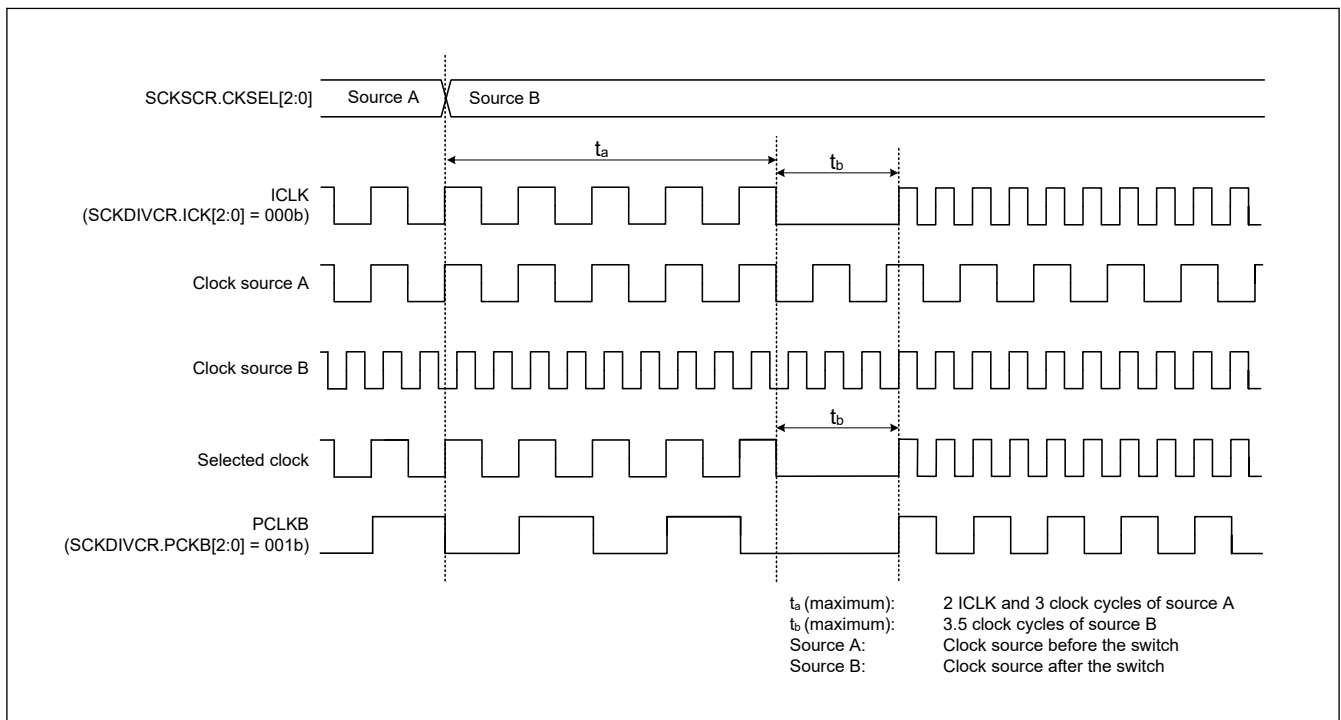 SCKSCR.CKSEL[2:0] Source A Source B
ta tb
ICLK
(SCKDIVCR.ICK[2:0] = 000b)
Clock source A
Clock source B
tb
Selected clock
PCLKB
(SCKDIVCR.PCKB[2:0] = 001b)
ta (maximum): 2 ICLK and 3 clock cycles of source A
tb (maximum): 3.5 clock cycles of source B
Source A: Clock source before the switch
Source B: Clock source after the switch